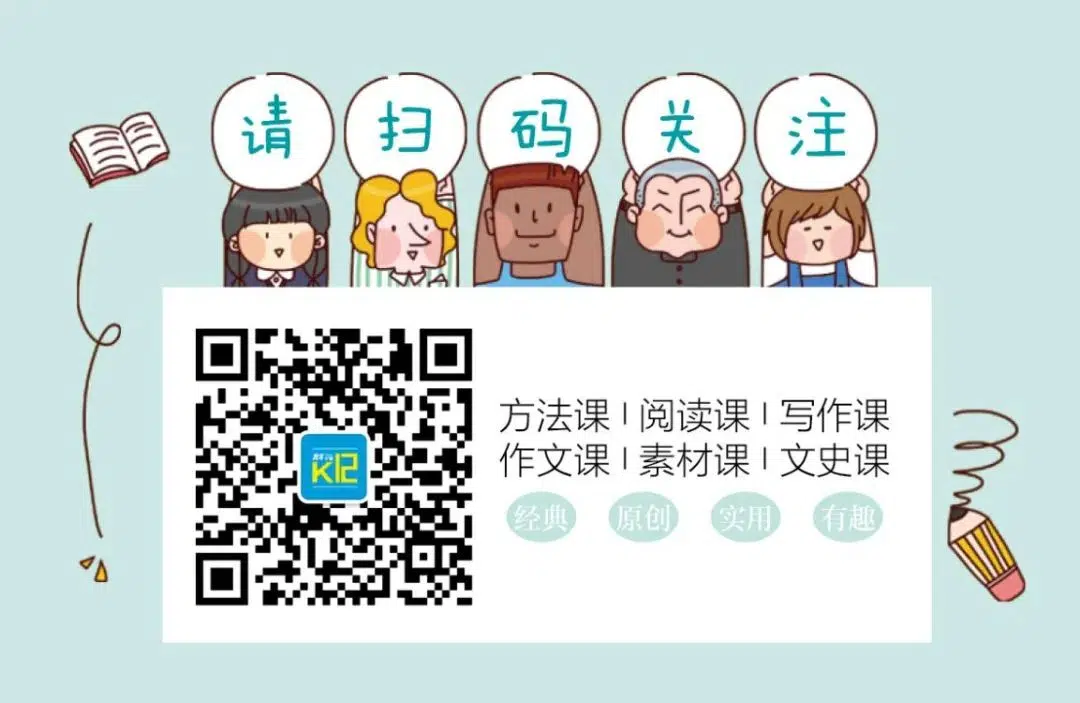 请扫码关注
方法课 | 阅读课 | 写作课
作文课 | 素材课 | 文史课
经典 原创 实用 有趣
K12